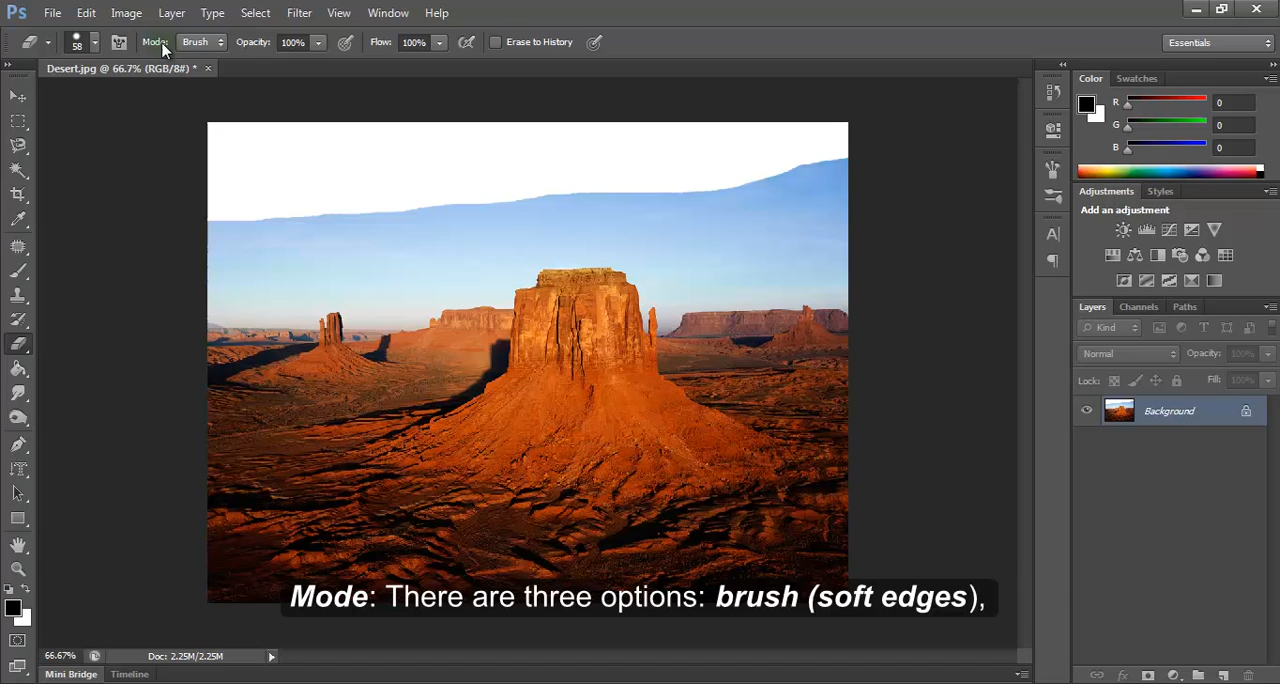 Ps File Edit Image Layer Type Select Filter View Window Help
58 Mode: Brush Opacity: 100% Flow: 100% Erase to History Essentials
Desert.jpg @ 66.7% (RGB/8#) * ×
Color Swatches
R 0
G 0
B 0
Adjustments Styles
Add an adjustment
Layers Channels Paths
Kind
Normal Opacity: 100%
Lock: Fill: 100%
Background
Mode: There are three options: brush (soft edges),
66.67% Doc: 2.25M/2.25M
Mini Bridge Timeline